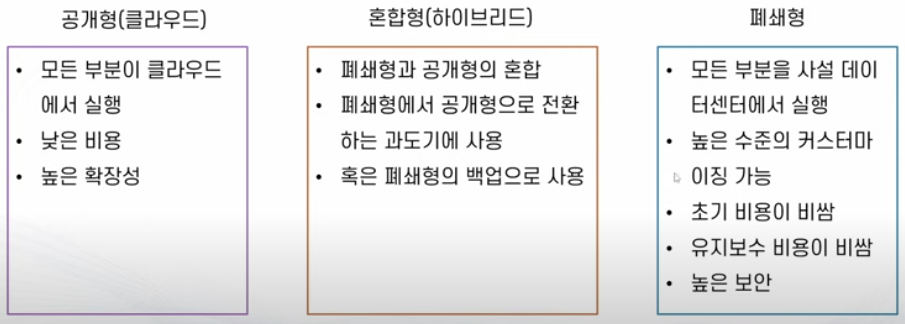 공개형(클라우드)
• 모든 부분이 클라우드
에서 실행
• 낮은 비용
• 높은 확장성
혼합형(하이브리드)
• 폐쇄형과 공개형의 혼합
• 폐쇄형에서 공개형으로 전환
하는 과도기에 사용
• 혹은 폐쇄형의 백업으로 사용
폐쇄형
• 모든 부분을 사설 데이
터센터에서 실행
• 높은 수준의 커스터마
이징 가능
• 초기 비용이 비쌈
• 유지보수 비용이 비쌈
• 높은 보안